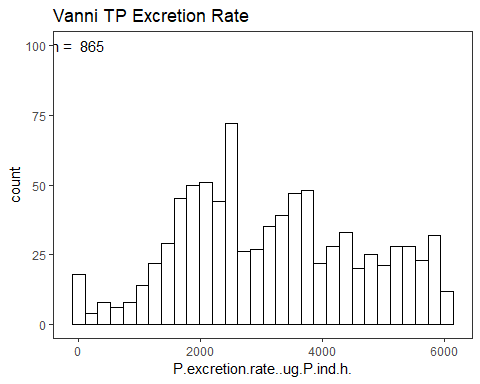 Vanni TP Excretion Rate
n = 865
100
75
50
25
0
count
0 2000 4000 6000
P.excretion.rate..ug.P.ind.h.